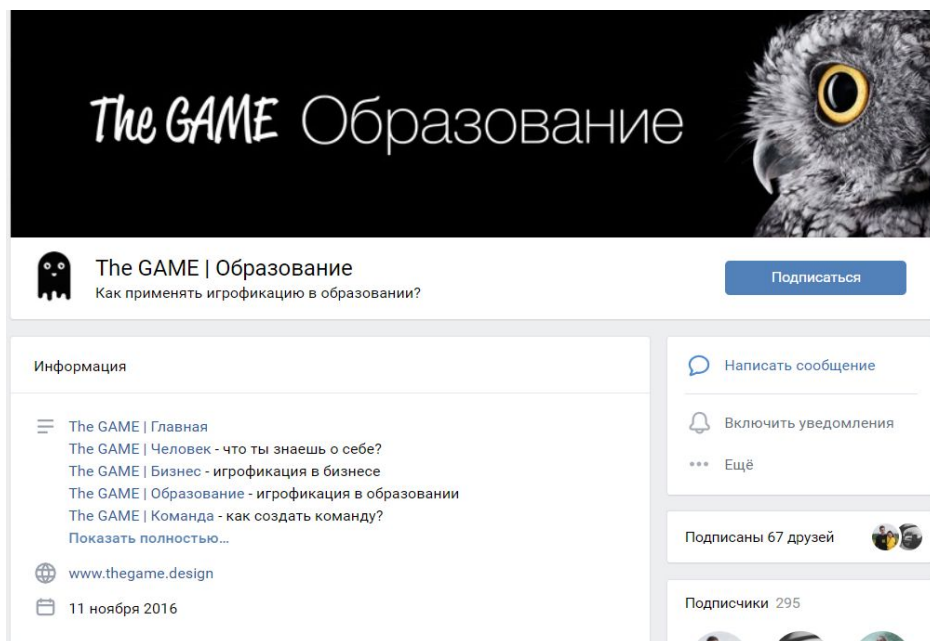 The GAME Образование
The GAME | Образование
Как применять игрофикацию в образовании?
Подписаться
Информация
The GAME | Главная
The GAME | Человек - что ты знаешь о себе?
The GAME | Бизнес - игрофикация в бизнесе
The GAME | Образование - игрофикация в образовании
The GAME | Команда - как создать команду?
Показать полностью...
www.thegame.design
11 ноября 2016
Написать сообщение
Включить уведомления
Ещё
Подписаны 67 друзей
Подписчики 295